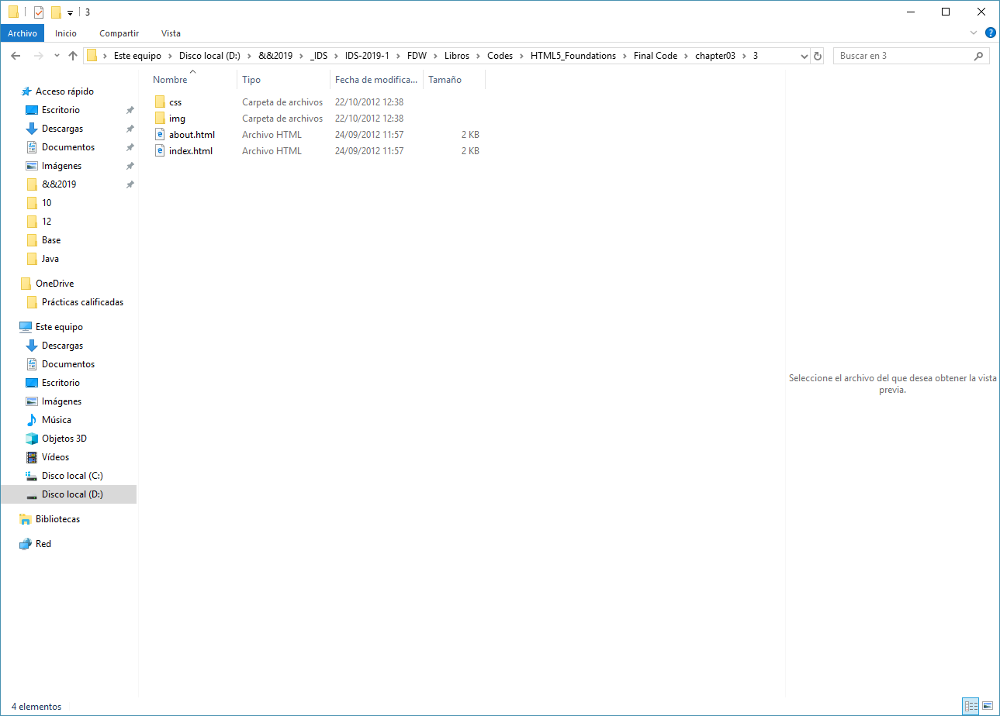 3
Archivo Inicio Compartir Vista
Este equipo Disco local (D:) &&2019 _IDS IDS-2019-1 FDW Libros Codes HTML5_Foundations Final Code chapter03 3 Buscar en 3
Nombre Tipo Fecha de modifica... Tamaño
css Carpeta de archivos 22/10/2012 12:38
img Carpeta de archivos 22/10/2012 12:38
about.html Archivo HTML 24/09/2012 11:57 2 KB
index.html Archivo HTML 24/09/2012 11:57 2 KB
Acceso rápido
Escritorio
Descargas
Documentos
Imágenes
&&2019
10
12
Base
Java
OneDrive
Prácticas calificadas
Este equipo
Descargas
Documentos
Escritorio
Imágenes
Música
Objetos 3D
Vídeos
Disco local (C:)
Disco local (D:)
Bibliotecas
Red
Seleccione el archivo del que desea obtener la vista
previa.
4 elementos